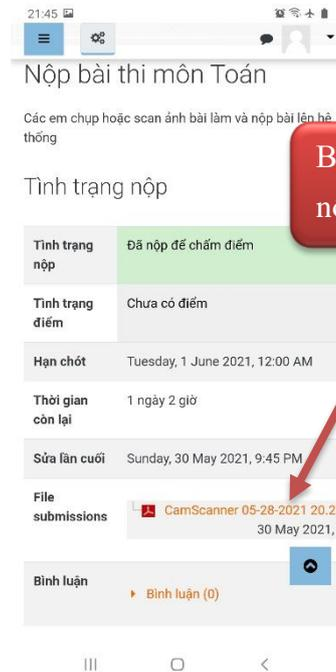 21:45
Nộp bài thi môn Toán
Các em chụp hoặc scan ảnh bài làm và nộp bài lên hệ
thống
B
Tình trạng nộp
Tình trạng Đã nộp để chấm điểm
nộp
Tình trạng Chưa có điểm
điểm
Hạn chót Tuesday, 1 June 2021, 12:00 AM
Thời gian 1 ngày 2 giờ
còn lại
Sửa lần cuối Sunday, 30 May 2021, 9:45 PM
File
submissions CamScanner 05-28-2021 20.2
30 May 2021,
Bình luận Bình luận (0)